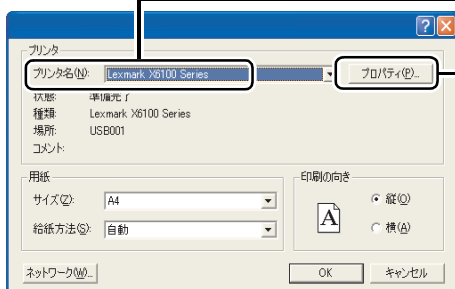 プリンタ
プリンタ名(N): Lexmark X6100 Series プロパティ(P)...
状態: 準備完了
種類: Lexmark X6100 Series
場所: USB001
コメント:
用紙
サイズ(Z): A4
給紙方法(S): 自動
印刷の向き
A
縦(O)
横(A)
ネットワーク(W)... OK キャンセル